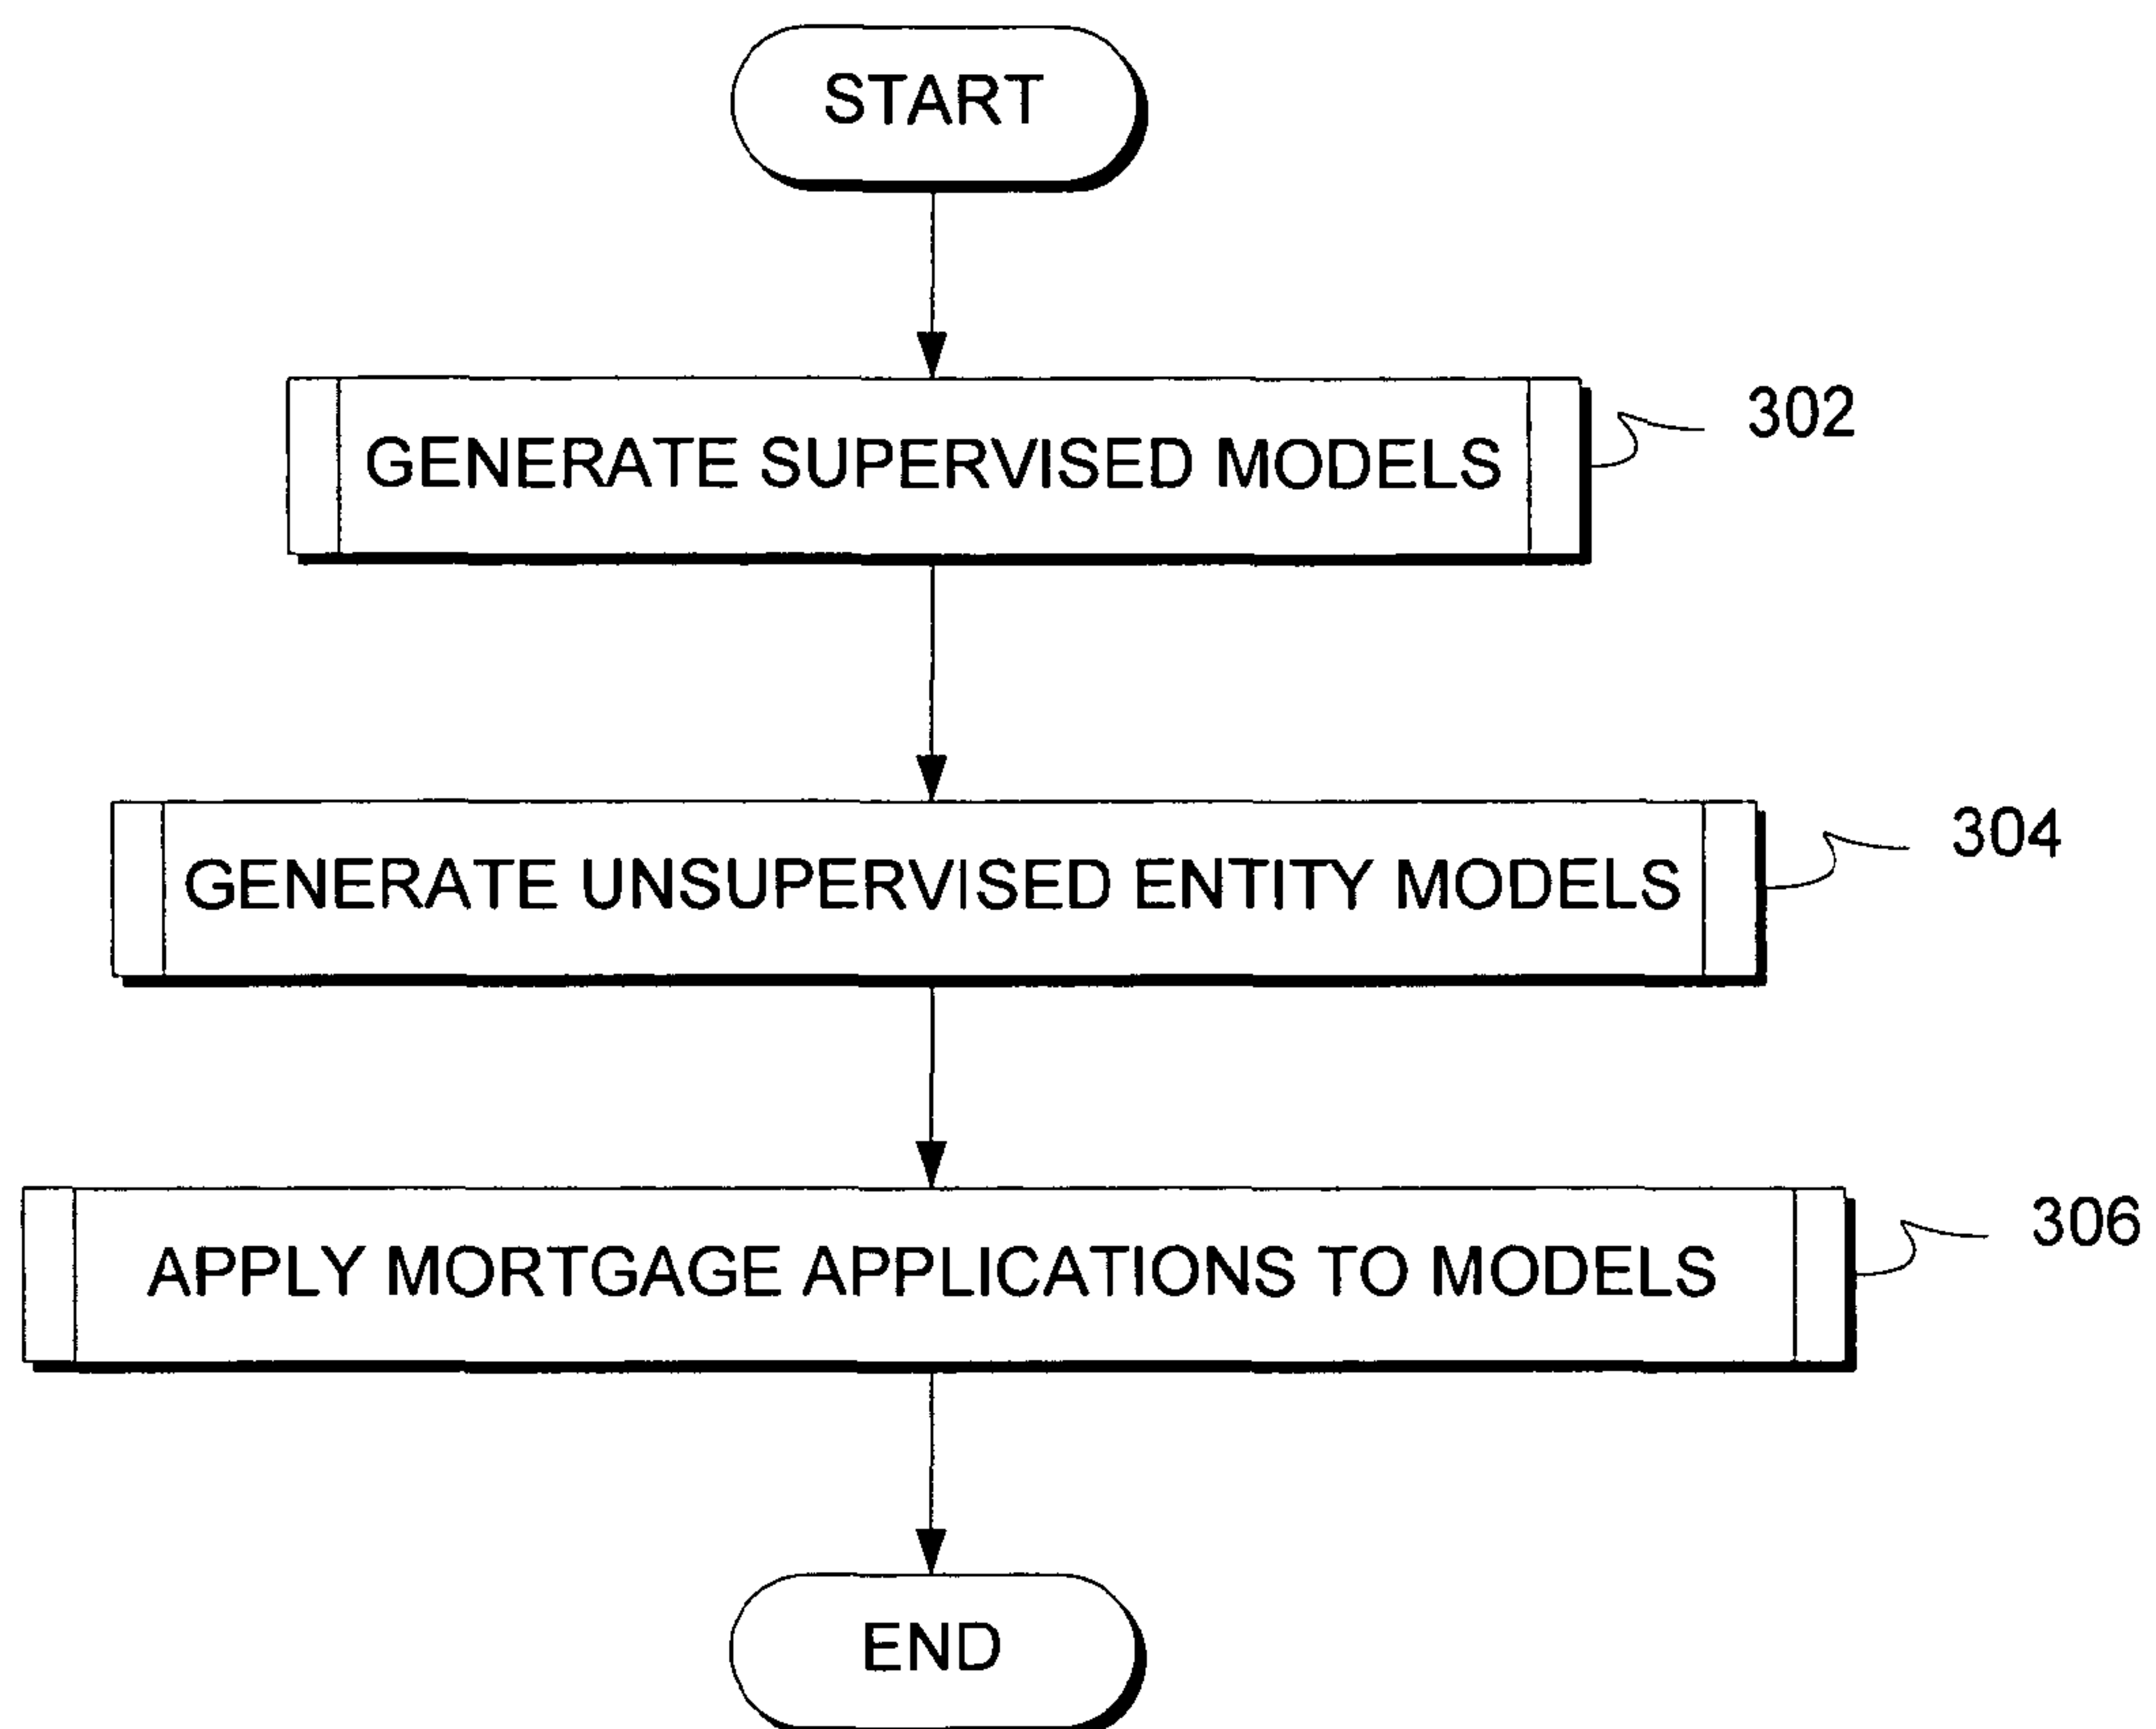 START
GENERATE SUPERVISED MODELS
302
GENERATE UNSUPERVISED ENTITY MODELS
304
APPLY MORTGAGE APPLICATIONS TO MODELS
306
END